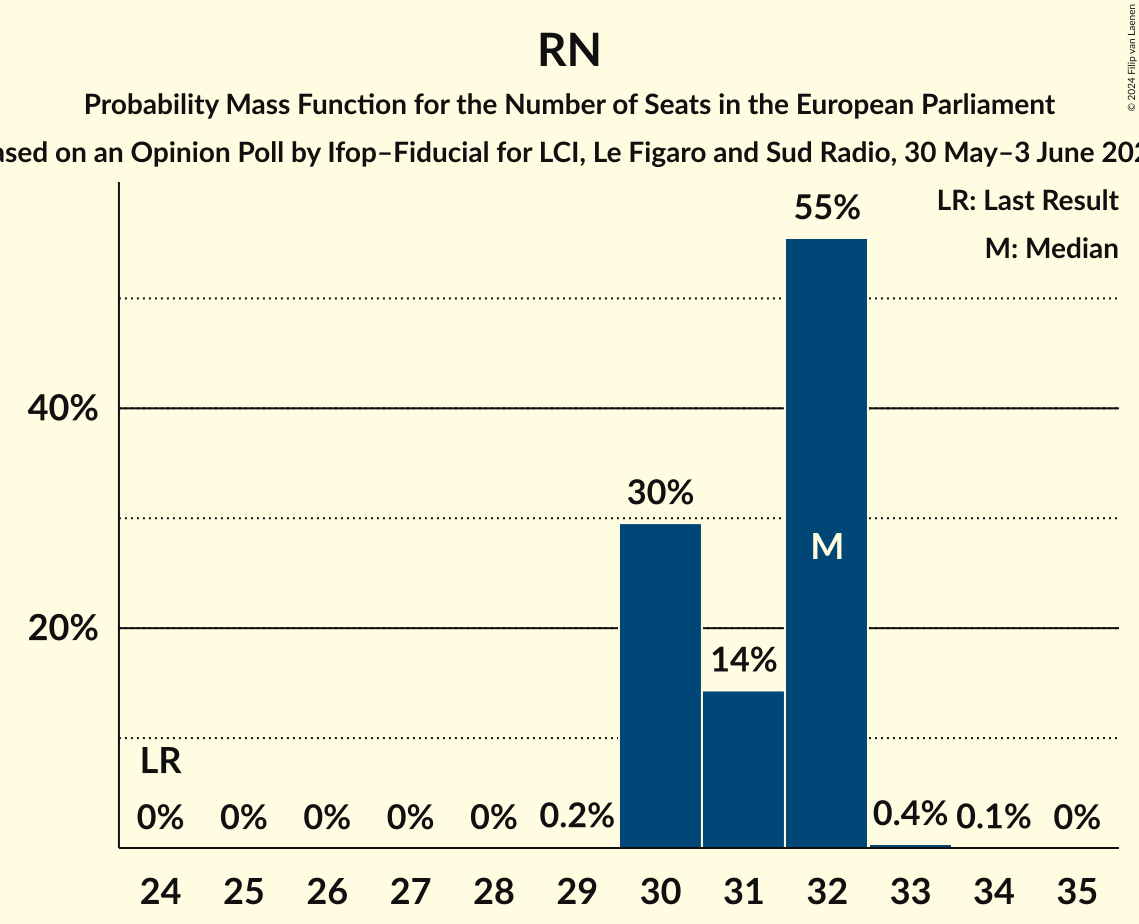 RN
Probability Mass Function for the Number of Seats in the European Parliament
on an Opinion Poll by Ifop–Fiducial for LCI, Le Figaro and Sud Radio, 30 May–3 June
© 2024 Filip van Laenen
LR: Last Result
M: Median
55%
40%
30%
M
20%
14%
LR
0% 0% 0% 0% 0% 0.2% 0.4% 0.1% 0%
24 25 26 27 28 29 30 31 32 33 34 35